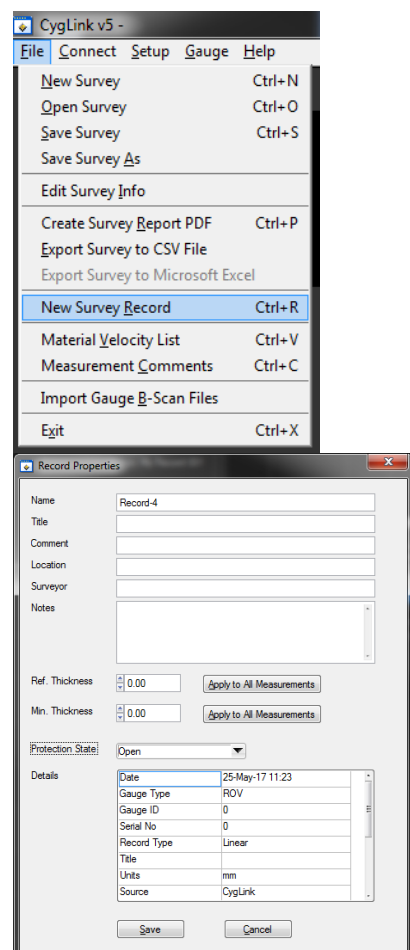 CygLink v5 -
File Connect Setup Gauge Help
New Survey Ctrl+N
Open Survey Ctrl+O
Save Survey Ctrl+S
Save Survey As
Edit Survey Info
Create Survey Report PDF Ctrl+P
Export Survey to CSV File
Export Survey to Microsoft Excel
New Survey Record Ctrl+R
Material Velocity List Ctrl+V
Measurement Comments Ctrl+C
Import Gauge B-Scan Files
Exit Ctrl+X
Record Properties
Name Record-4
Title
Comment
Location
Surveyor
Notes
Ref. Thickness 0.00 Apply to All Measurements
Min. Thickness 0.00 Apply to All Measurements
Protection State Open
Details Date 25-May-17 11:23
Gauge Type ROV
Gauge ID 0
Serial No 0
Record Type Linear
Title
Units mm
Source CygLink
Save Cancel